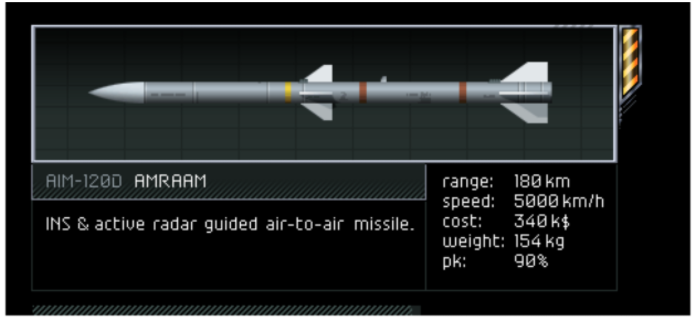 AIM-120D AMRAAM
INS & active radar guided air-to-air missile.
range: 180 km
speed: 5000 km/h
cost: 340 k$
weight: 154 kg
pk: 90%